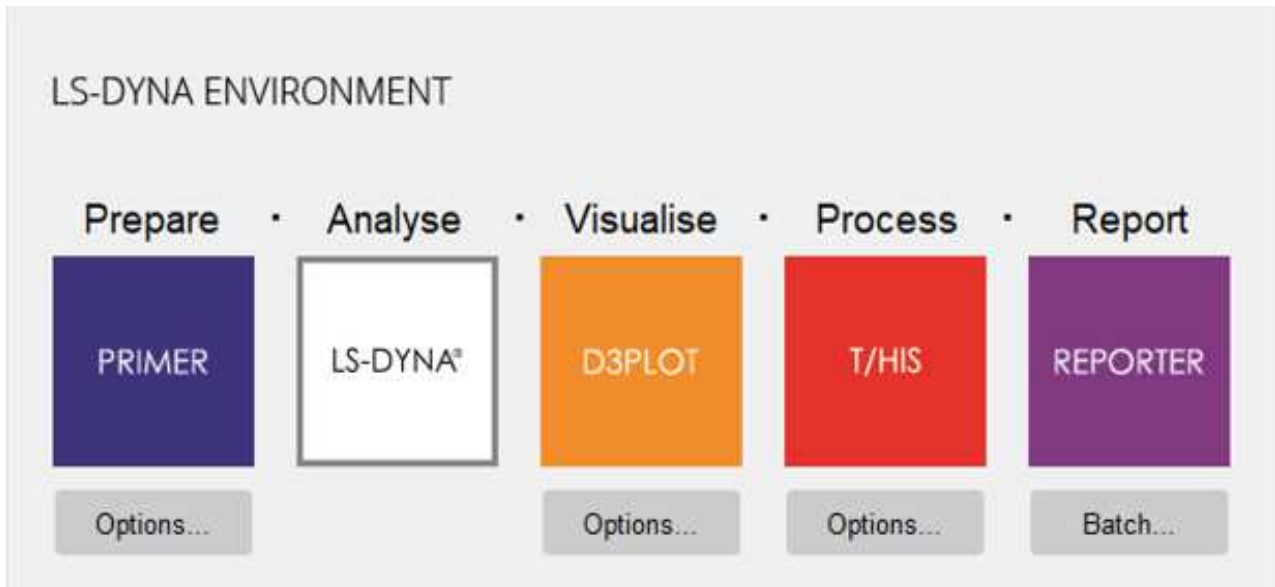 LS-DYNA ENVIRONMENT
Prepare · Analyse · Visualise · Process · Report
PRIMER LS-DYNA® D3PLOT T/HIS REPORTER
Options... Options... Options... Batch...